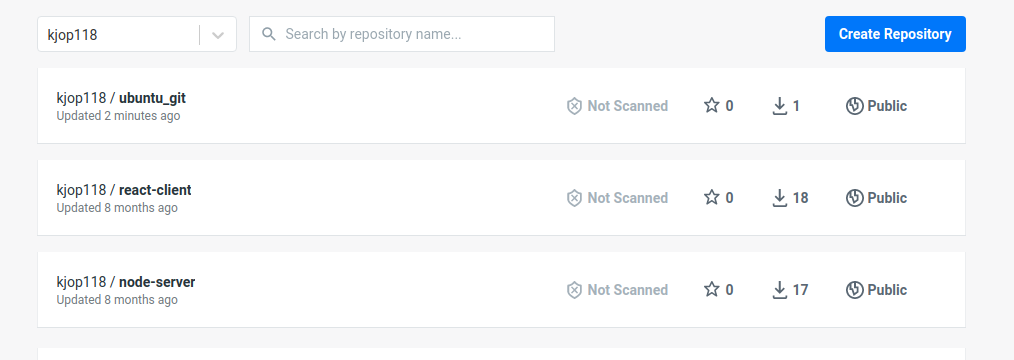 kjop118
Search by repository name...
Create Repository
kjop118 / ubuntu_git
Updated 2 minutes ago
Not Scanned
0
1
Public
kjop118 / react-client
Updated 8 months ago
Not Scanned
0
18
Public
kjop118 / node-server
Updated 8 months ago
Not Scanned
0
17
Public